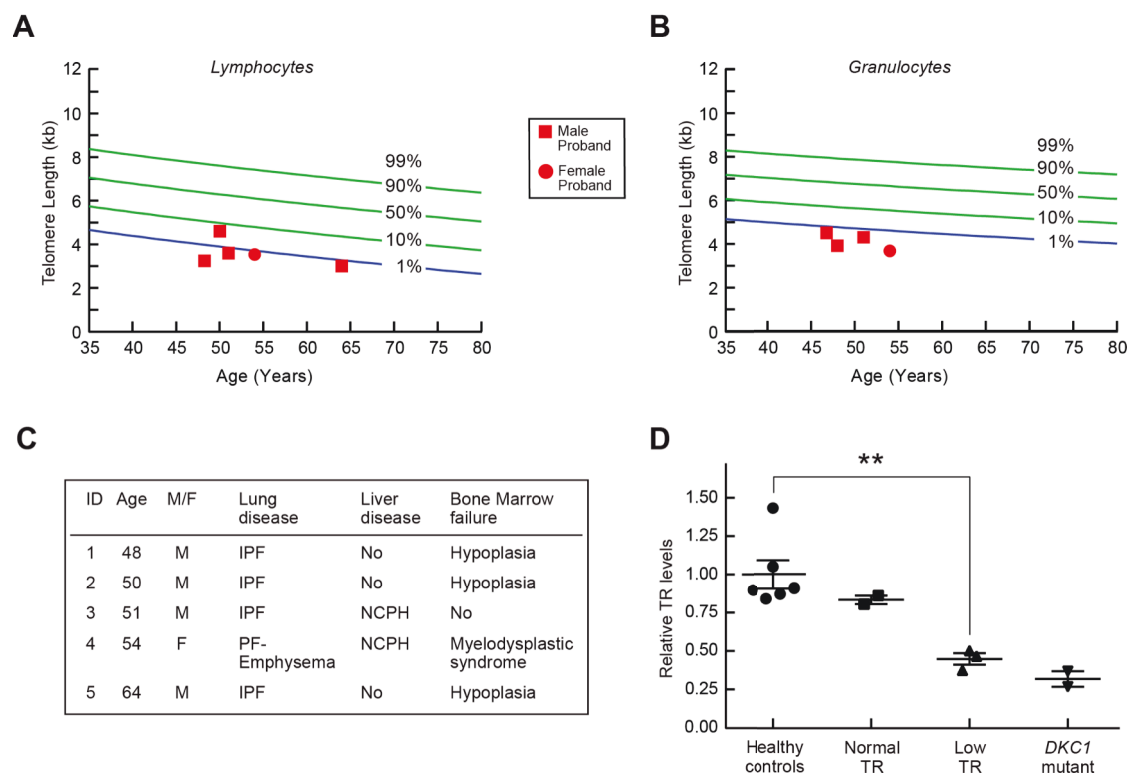 A
Lymphocytes
12
10
8
6
4
2
0
Telomere Length (kb)
99%
90%
50%
10%
1%
35 40 45 50 55 60 65 70 75 80
Age (Years)
Male
Proband
Female
Proband
B
Granulocytes
12
10
8
6
4
2
0
Telomere Length (kb)
99%
90%
50%
10%
1%
35 40 45 50 55 60 65 70 75 80
Age (Years)
C
ID Age M/F Lung disease Liver disease Bone Marrow failure
1 48 M IPF No Hypoplasia
2 50 M IPF No Hypoplasia
3 51 M IPF NCPH No
4 54 F PF-Emphysema NCPH Myelodysplastic syndrome
5 64 M IPF No Hypoplasia
D
**
1.50
1.25
1.00
0.75
0.50
0.25
0.00
Relative TR levels
Healthy controls
Normal TR
Low TR
DKC1 mutant